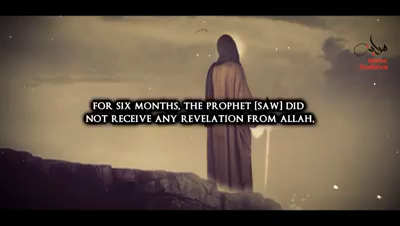 FOR SIX MONTHS, THE PROPHET [SAW] DID
NOT RECEIVE ANY REVELATION FROM ALLAH.